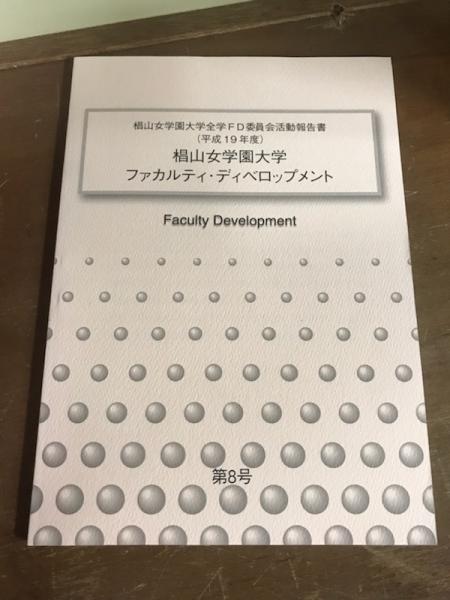 椙山女学園大学全学FD委員会活動報告書
（平成19年度）
椙山女学園大学
ファカルティ・ディベロップメント
Faculty Development
第8号